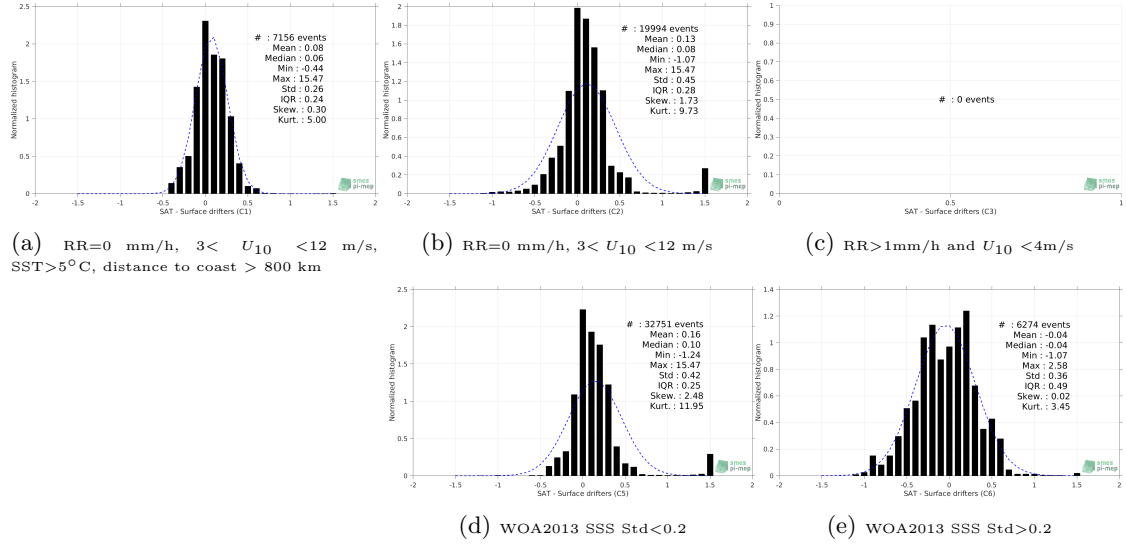 2.5
2
1.5
1
0.5
0
-2 -1.5 -1 -0.5 0 0.5 1 1.5 2
Normalized histogram
SAT - Surface drifters (C1)
# : 7156 events
Mean : 0.08
Median : 0.06
Min : -0.44
Max : 15.47
Std : 0.26
IQR : 0.24
Skew. : 0.30
Kurt. : 5.00
smos
pi-mep
2
1.8
1.6
1.4
1.2
1
0.8
0.6
0.4
0.2
0
-2 -1.5 -1 -0.5 0 0.5 1 1.5 2
Normalized histogram
SAT - Surface drifters (C2)
# : 19994 events
Mean : 0.13
Median : 0.08
Min : -1.07
Max : 15.47
Std : 0.45
IQR : 0.28
Skew. : 1.73
Kurt. : 9.73
smos
pi-mep
1
0.9
0.8
0.7
0.6
0.5
0.4
0.3
0.2
0.1
0
0 0.5 1
Normalized histogram
SAT - Surface drifters (C3)
# : 0 events
smos
pi-mep
(a) RR=0 mm/h, 3< U10 <12 m/s,
SST>5°C, distance to coast > 800 km
(b) RR=0 mm/h, 3< U10 <12 m/s
(c) RR>1mm/h and U10 <4m/s
2.5
2
1.5
1
0.5
0
-2 -1.5 -1 -0.5 0 0.5 1 1.5 2
Normalized histogram
SAT - Surface drifters (C5)
# : 32751 events
Mean : 0.16
Median : 0.10
Min : -1.24
Max : 15.47
Std : 0.42
IQR : 0.25
Skew. : 2.48
Kurt. : 11.95
smos
pi-mep
1.4
1.2
1
0.8
0.6
0.4
0.2
0
-2 -1.5 -1 -0.5 0 0.5 1 1.5 2
Normalized histogram
SAT - Surface drifters (C6)
# : 6274 events
Mean : -0.04
Median : -0.04
Min : -1.07
Max : 2.58
Std : 0.36
IQR : 0.49
Skew. : 0.02
Kurt. : 3.45
smos
pi-mep
(d) WOA2013 SSS Std<0.2
(e) WOA2013 SSS Std>0.2